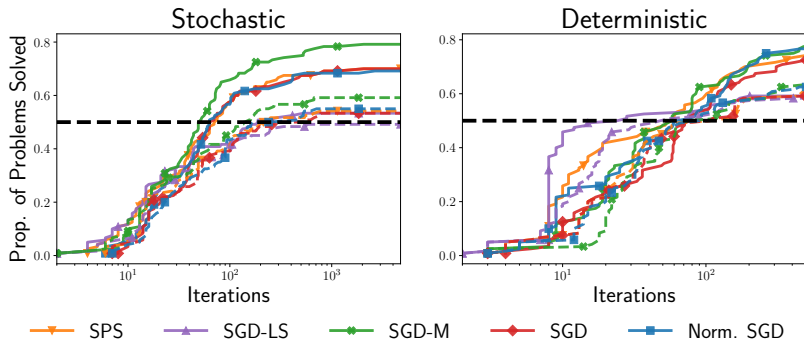 Stochastic
Deterministic
Prop. of Problems Solved
0.8
0.6
0.4
0.2
0.0
10^1
10^2
10^3
Iterations
0.8
0.6
0.4
0.2
0.0
10^1
10^2
Iterations
SPS
SGD-LS
SGD-M
SGD
Norm. SGD